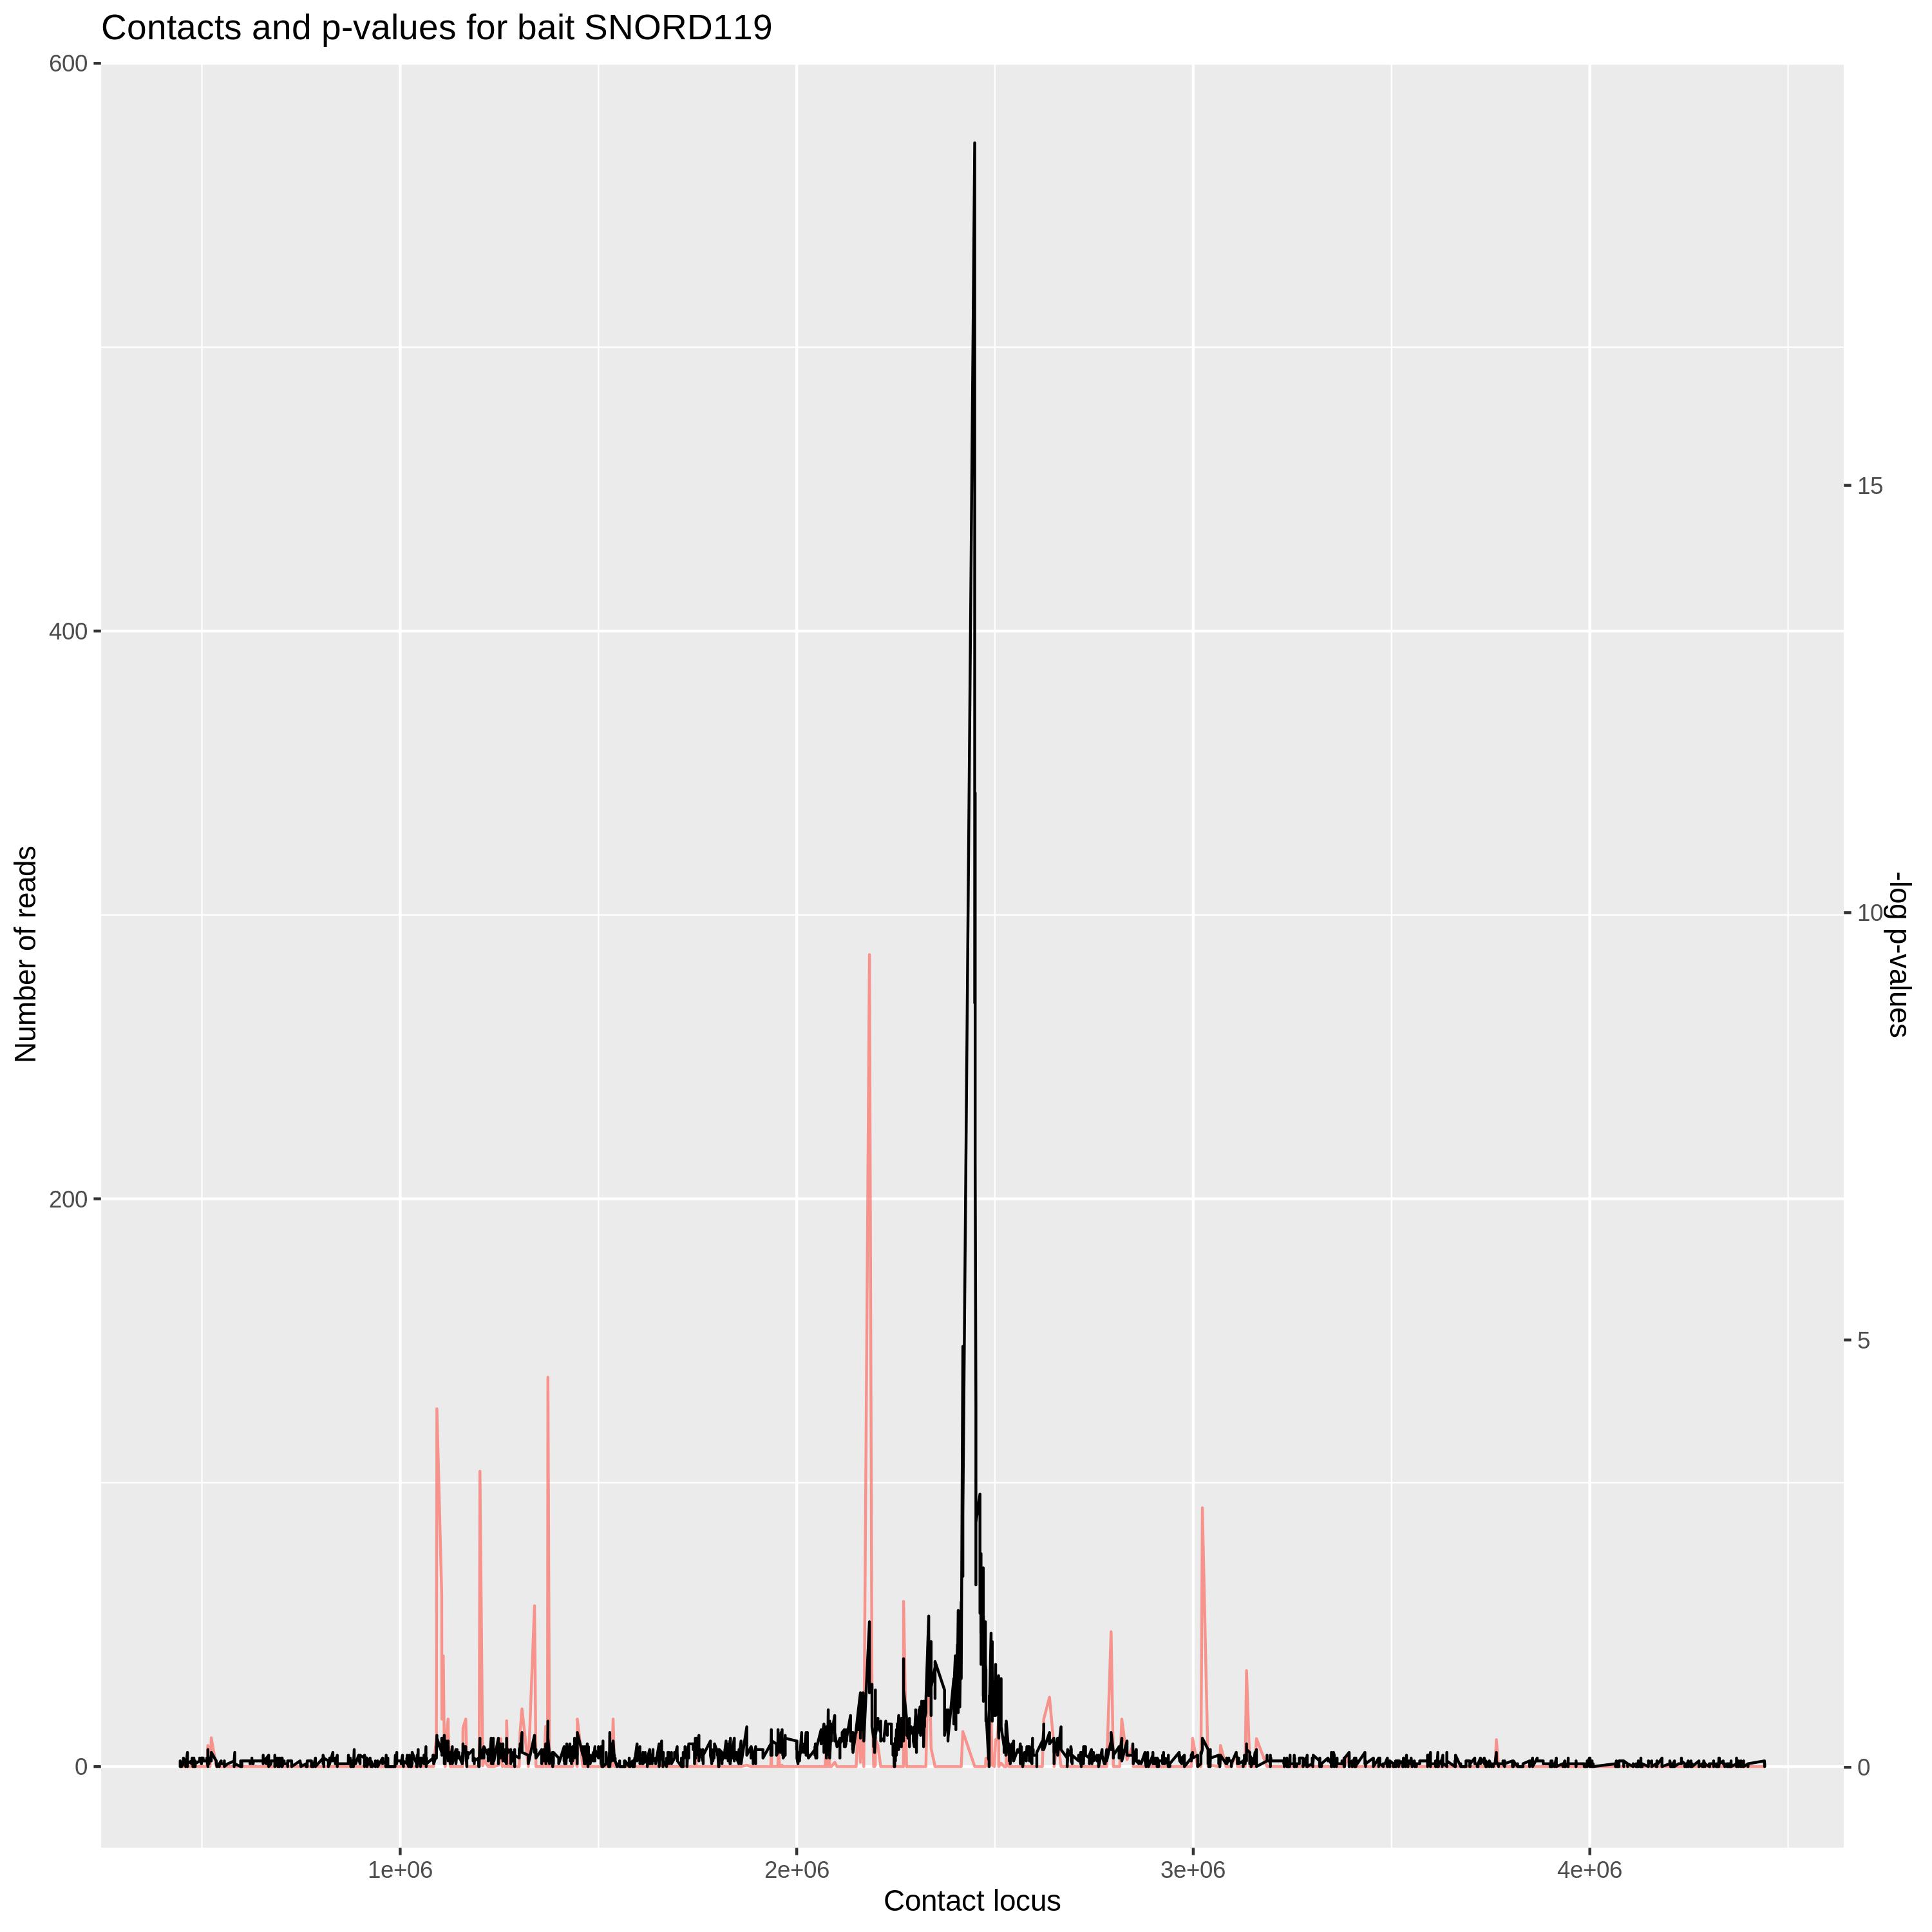 Contacts and p-values for bait SNORD119
600
400
200
0
Number of reads
15
10
5
0
-log p-values
1e+06
2e+06
3e+06
4e+06
Contact locus